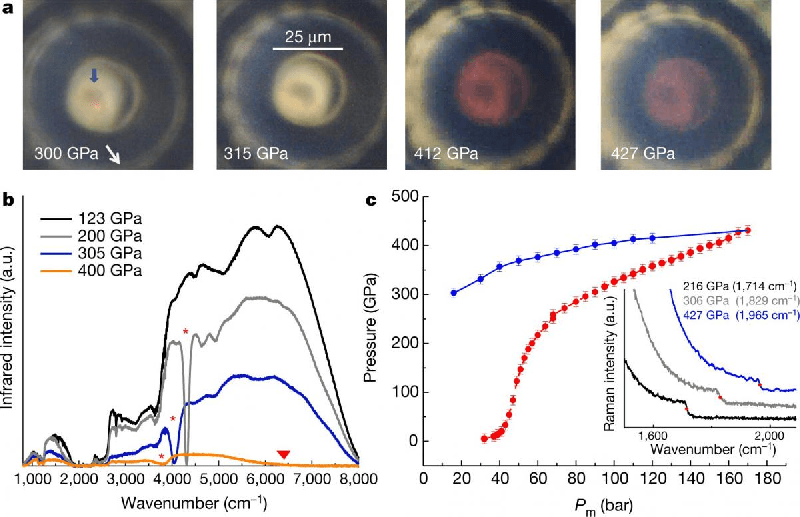 a
25 μm
300 GPa
315 GPa
412 GPa
427 GPa
b
123 GPa
200 GPa
305 GPa
400 GPa
*
*
*
Infrared intensity (a.u.)
1,000 2,000 3,000 4,000 5,000 6,000 7,000 8,000
Wavenumber (cm⁻¹)
c
500
400
300
200
100
0
Pressure (GPa)
0 20 40 60 80 100 120 140 160 180
Pm (bar)
216 GPa (1,714 cm⁻¹)
306 GPa (1,829 cm⁻¹)
427 GPa (1,965 cm⁻¹)
Raman intensity (a.u.)
1,600 2,000
Wavenumber (cm⁻¹)